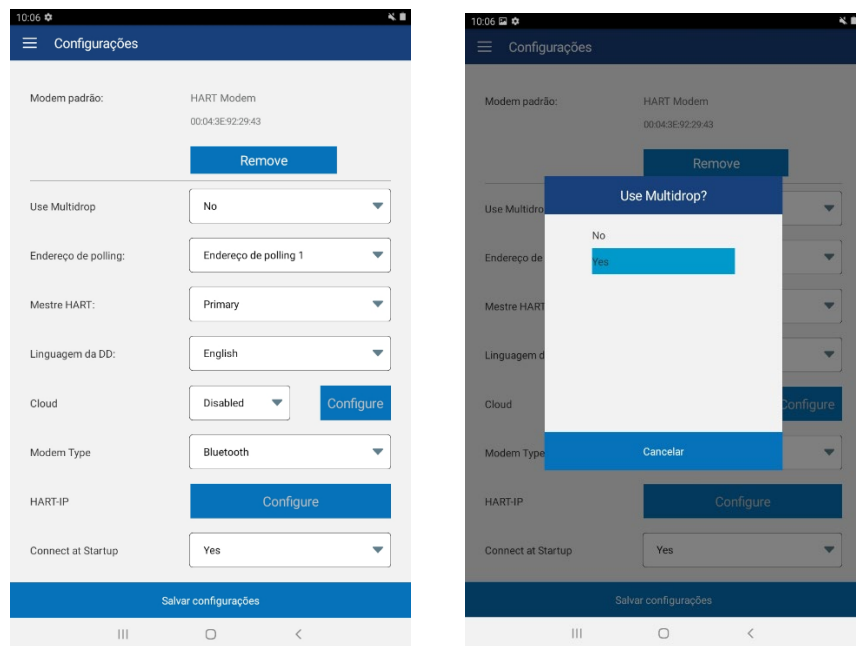 10:06
Configurações
Modem padrão:
HART Modem
00:04:3E:92:29:43
Remove
Use Multidrop
No
Endereço de polling:
Endereço de polling 1
Mestre HART:
Primary
Linguagem da DD:
English
Cloud
Disabled
Configure
Modem Type
Bluetooth
HART-IP
Configure
Connect at Startup
Yes
Salvar configurações
10:06
Configurações
Modem padrão:
HART Modem
00:04:3E:92:29:43
Remove
Use Multidro
Use Multidrop?
No
Yes
Endereço de
Mestre HART
Linguagem d
Cloud
Configure
Modem Type
Cancelar
HART-IP
Configure
Connect at Startup
Yes
Salvar configurações